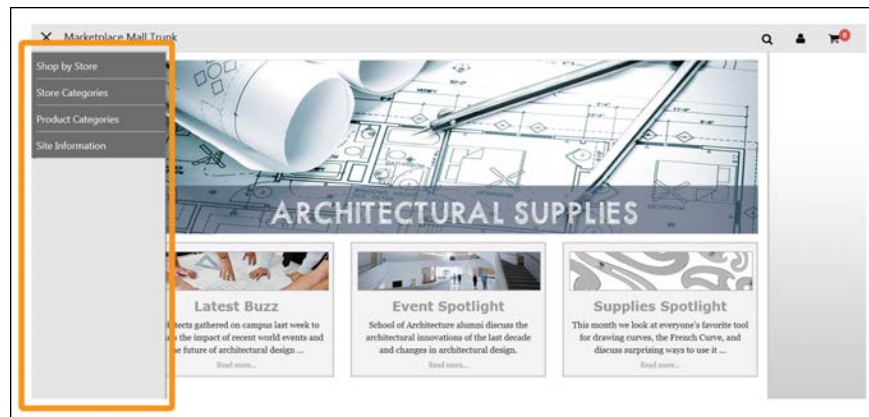 Marketplace Mall Trunk
0
Shop by Store
Store Categories
Product Categories
Site Information
ARCHITECTURAL SUPPLIES
Latest Buzz
gathered on campus last week to
the impact of recent world events and
future of architectural design ...
Read more...
Event Spotlight
School of Architecture alumni discuss the
architectural innovations of the last decade
and changes in architectural design.
Read more...
Supplies Spotlight
This month we look at everyone's favorite tool
for drawing curves, the French Curve, and
discuss surprising ways to use it ...
Read more...